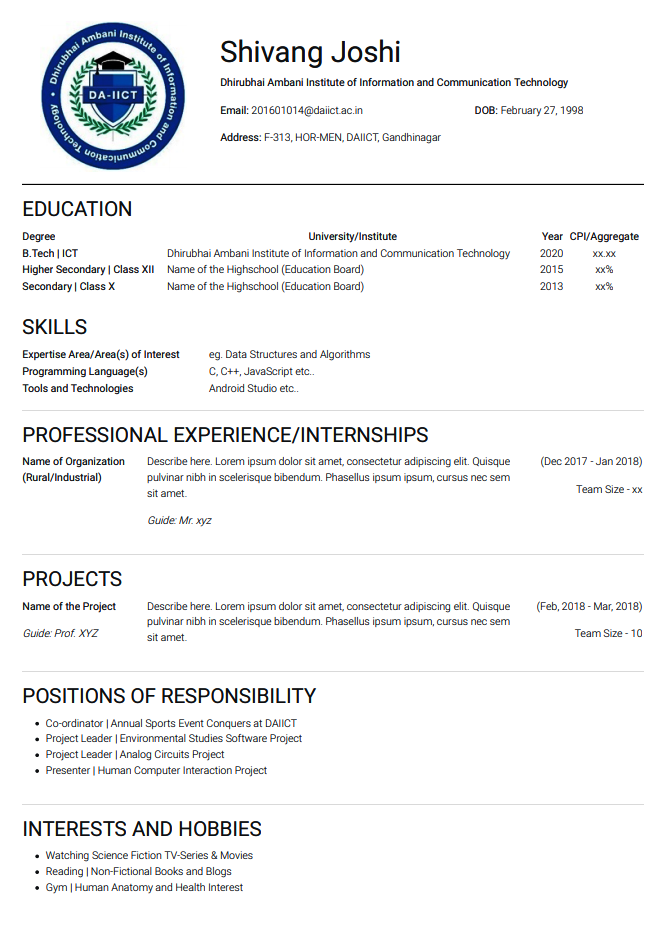 Dhirubhai Ambani Institute of Information and Communication Technology
DA-IICT
Shivang Joshi
Dhirubhai Ambani Institute of Information and Communication Technology
Email: 201601014@daiict.ac.in DOB: February 27, 1998
Address: F-313, HOR-MEN, DAIICT, Gandhinagar
EDUCATION
Degree University/Institute Year CPI/Aggregate
B.Tech | ICT Dhirubhai Ambani Institute of Information and Communication Technology 2020 xx.xx
Higher Secondary | Class XII Name of the Highschool (Education Board) 2015 xx%
Secondary | Class X Name of the Highschool (Education Board) 2013 xx%
SKILLS
Expertise Area/Area(s) of Interest eg. Data Structures and Algorithms
Programming Language(s) C, C++, JavaScript etc..
Tools and Technologies Android Studio etc..
PROFESSIONAL EXPERIENCE/INTERNSHIPS
Name of Organization Describe here. Lorem ipsum dolor sit amet, consectetur adipiscing elit. Quisque (Dec 2017 - Jan 2018)
(Rural/Industrial) pulvinar nibh in scelerisque bibendum. Phasellus ipsum ipsum, cursus nec sem
Team Size - xx
sit amet.
Guide: Mr. xyz
PROJECTS
Name of the Project Describe here. Lorem ipsum dolor sit amet, consectetur adipiscing elit. Quisque (Feb, 2018 - Mar, 2018)
pulvinar nibh in scelerisque bibendum. Phasellus ipsum ipsum, cursus nec sem
Guide: Prof. XYZ sit amet. Team Size - 10
POSITIONS OF RESPONSIBILITY
• Co-ordinator | Annual Sports Event Conquers at DAIICT
• Project Leader | Environmental Studies Software Project
• Project Leader | Analog Circuits Project
• Presenter | Human Computer Interaction Project
INTERESTS AND HOBBIES
• Watching Science Fiction TV-Series & Movies
• Reading | Non-Fictional Books and Blogs
• Gym | Human Anatomy and Health Interest